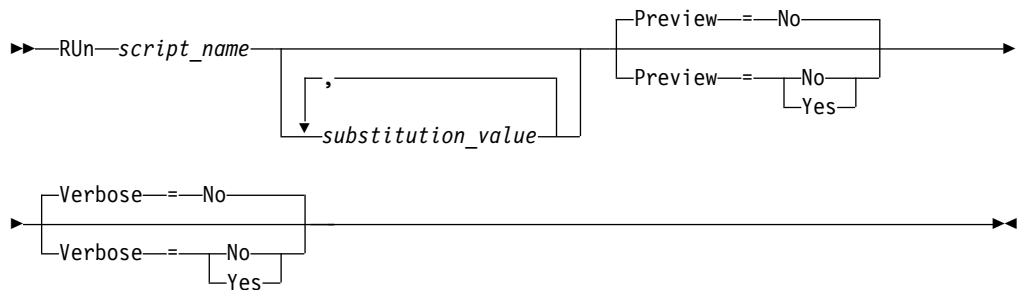 Preview = No
RUn script_name
Preview = No
Yes
,
substitution_value
Verbose = No
Verbose = No
Yes